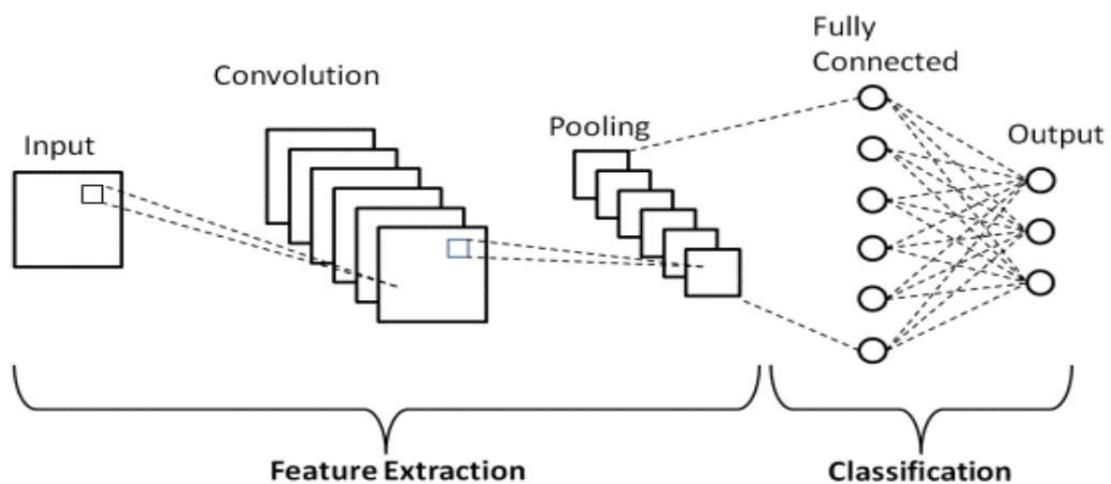 Input
Convolution
Pooling
Fully
Connected
Output
Feature Extraction
Classification